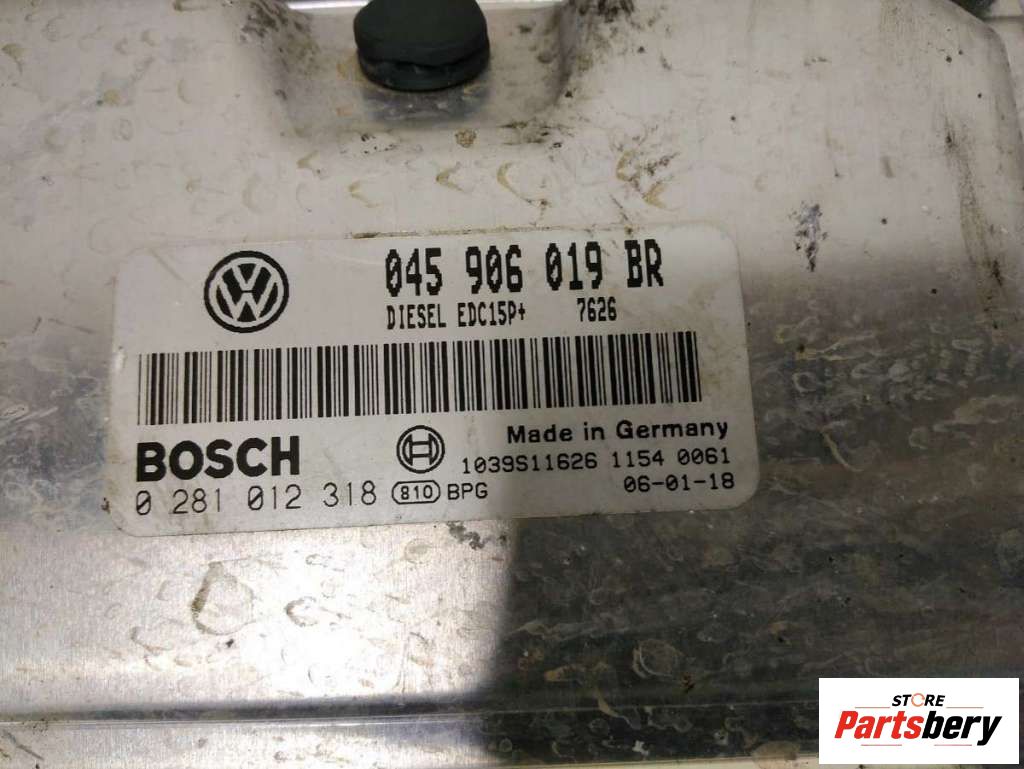 045 906 019 BR
DIESEL EDC15P+ 7626
BOSCH
Made in Germany
1039S11626 1154 0061
0 281 012 318 810 BPG
06-01-18
STORE
Partsbery